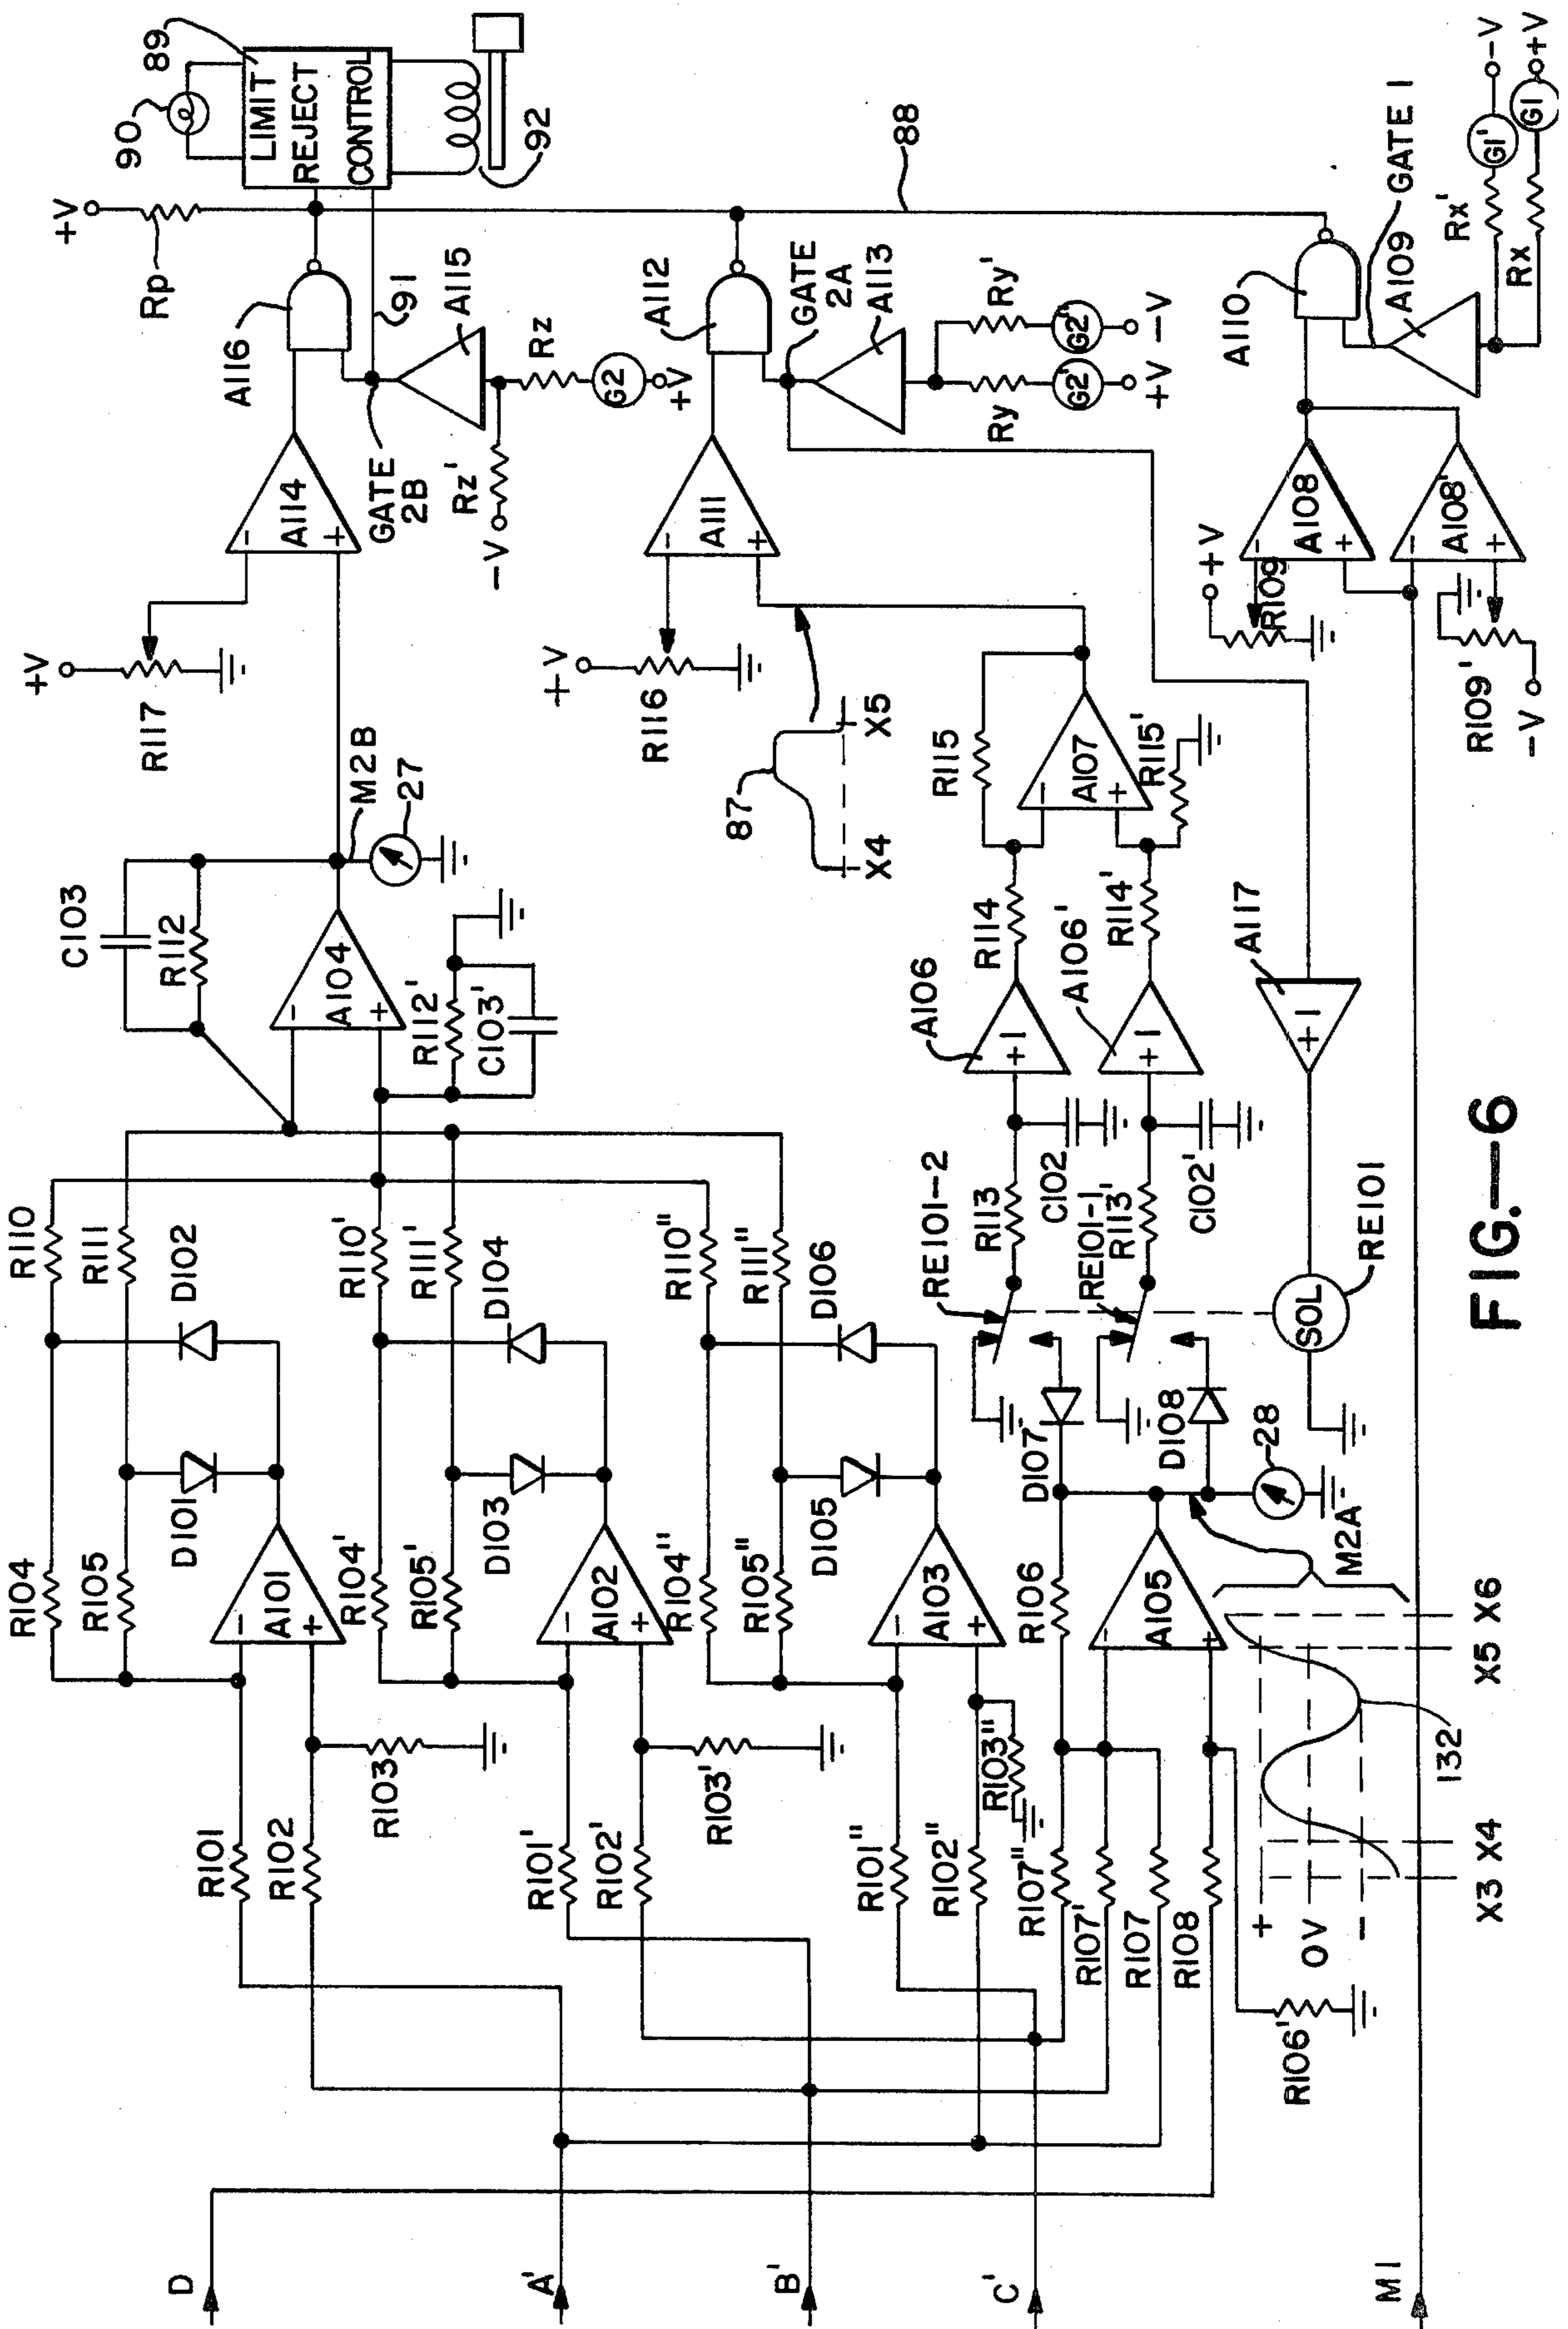 90
89
LIMIT
REJECT
CONTROL
92
+V
Rp
A116
91
A115
A114
GATE
2B
Rz
Rz'
G2
+V
-V
+V
R117
M2B
27
C103
R112
A104
R112'
C103'
A112
GATE
2A
A113
Ry
Ry'
G2'
G2"
+V
-V
88
A111
+V
R116
87
X4
X5
R115
A107
R115'
R114
R114'
A106
+1
A106'
+1
R113
C102
R113'
C102'
RE101-2
RE101-1
A110
GATE 1
A109
Rx'
Rx
G1'
G1
-V
+V
A108
A108'
+V
R109
R109'
-V
A117
+1
RE101
SOL
R110
R111
D102
D101
R104
R105
A101
R101
R102
R103
R110'
R111'
D104
D103
R104'
R105'
A102
R101'
R102'
R103'
R110"
R111"
D106
D105
R104"
R105"
A103
R101"
R102"
R103"
D107
D108
28
M2A
R106
A105
R107"
R107'
R107
R108
R106'
+
0V
-
X3
X4
X5
X6
132
D
A'
B'
C'
M1
FIG.-6